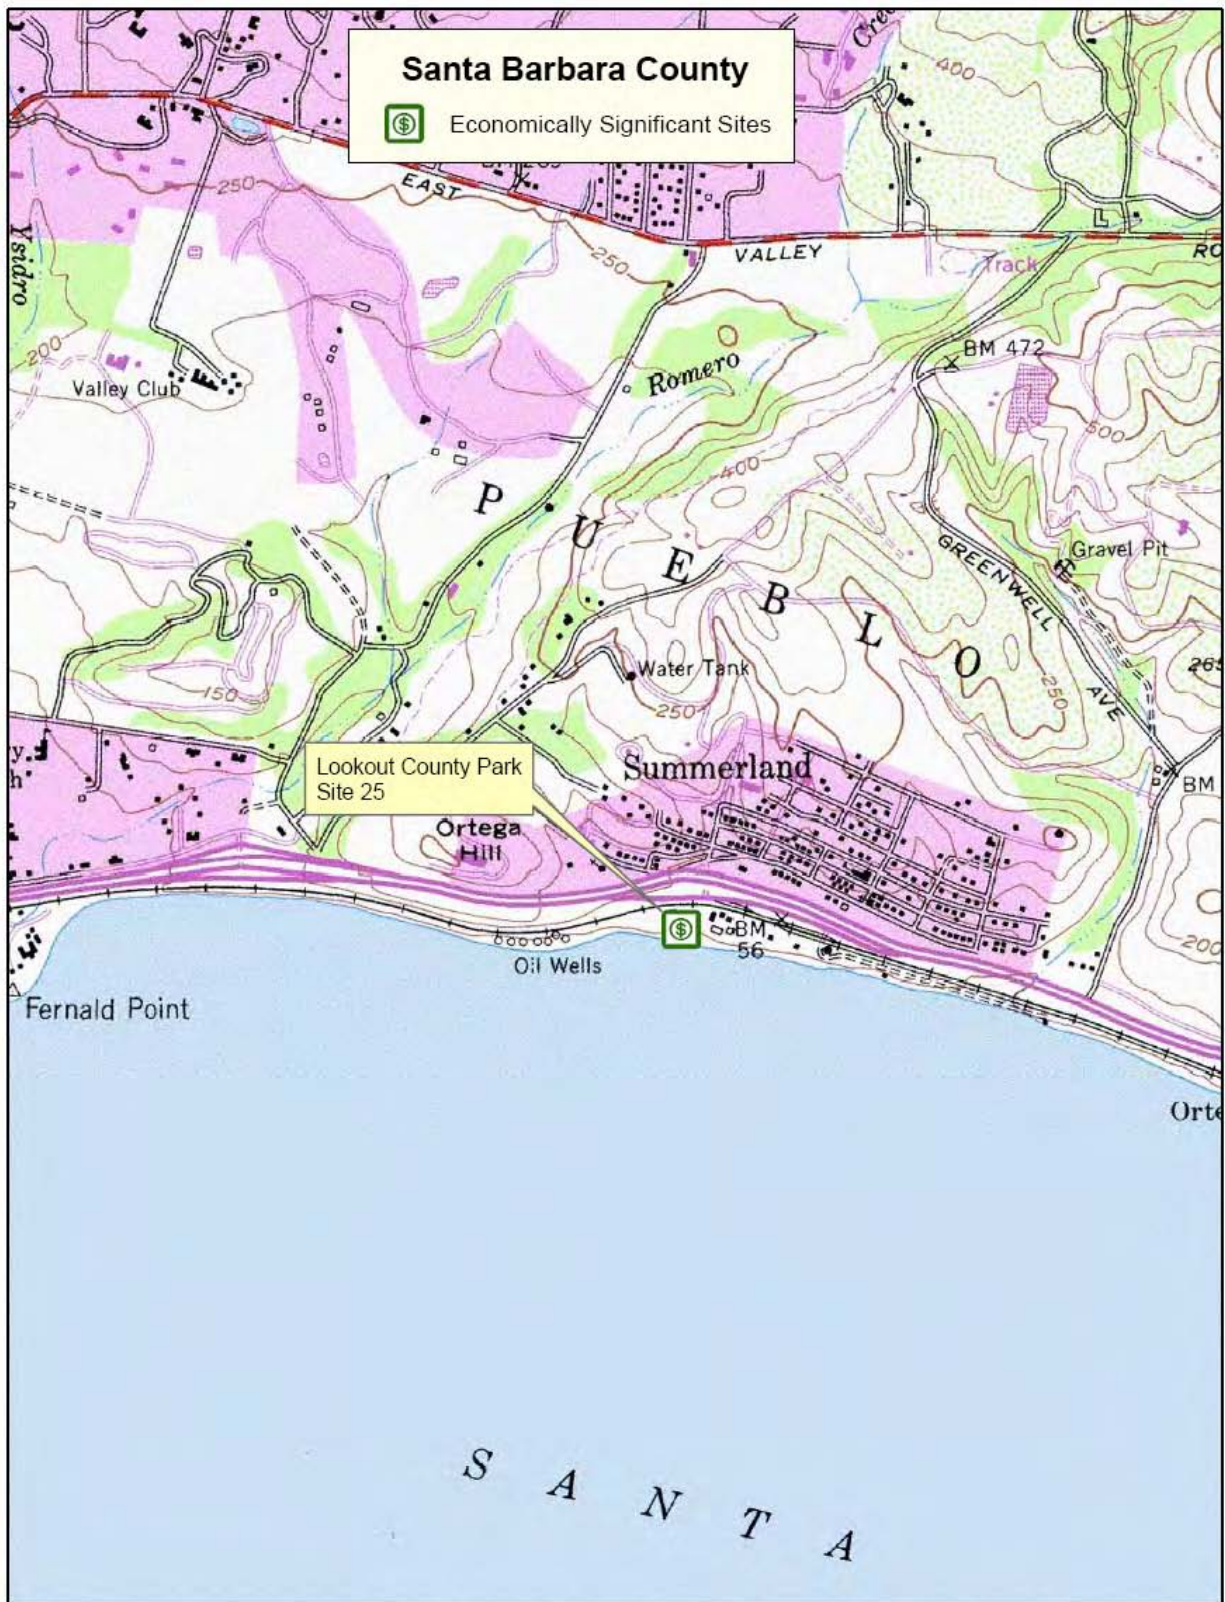 Santa Barbara County
Economically Significant Sites
400
250
EAST
VALLEY
250
Track
Ysidro
200
Valley Club
BM 472
Romero
500
400
P U E B L O
GREENWELL AVE
Gravel Pit
Water Tank
250
250
150
Lookout County Park
Site 25
Summerland
BM
Ortega
Hill
BM
56
200
Oil Wells
Fernald Point
S A N T A